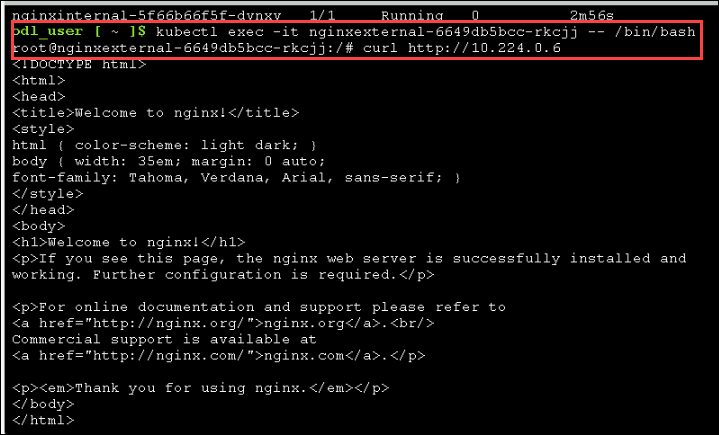 nginxinternal-5f66b66f5f-dvnxv 1/1 Running 0 2m56s
odl_user [ ~ ]$ kubectl exec -it nginxexternal-6649db5bcc-rkcjj -- /bin/bash
root@nginxexternal-6649db5bcc-rkcjj:/# curl http://10.224.0.6
<!DOCTYPE html>
<html>
<head>
<title>Welcome to nginx!</title>
<style>
html { color-scheme: light dark; }
body { width: 35em; margin: 0 auto;
font-family: Tahoma, Verdana, Arial, sans-serif; }
</style>
</head>
<body>
<h1>Welcome to nginx!</h1>
<p>If you see this page, the nginx web server is successfully installed and
working. Further configuration is required.</p>
<p>For online documentation and support please refer to
<a href="http://nginx.org/">nginx.org</a>.<br/>
Commercial support is available at
<a href="http://nginx.com/">nginx.com</a>.</p>
<p><em>Thank you for using nginx.</em></p>
</body>
</html>